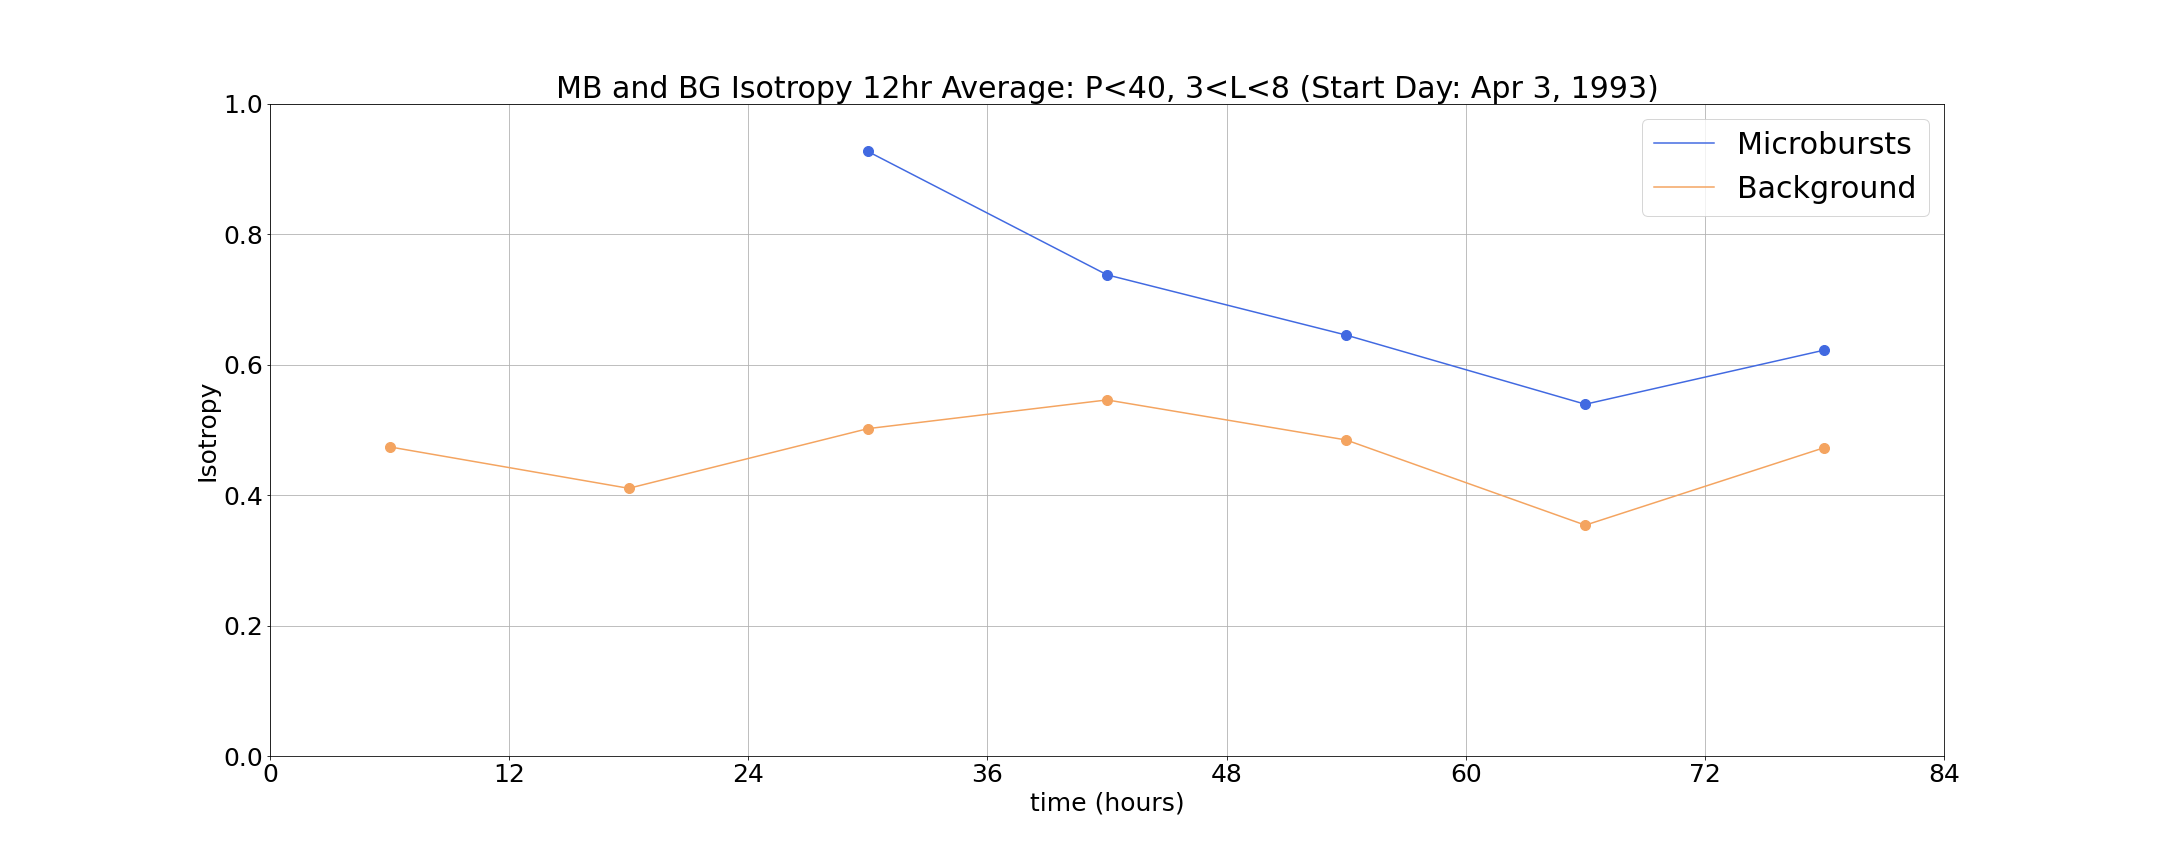 MB and BG Isotropy 12hr Average: P<40, 3<L<8 (Start Day: Apr 3, 1993)
1.0
0.8
0.6
0.4
0.2
0.0
Isotropy
Microbursts
Background
0 12 24 36 48 60 72 84
time (hours)